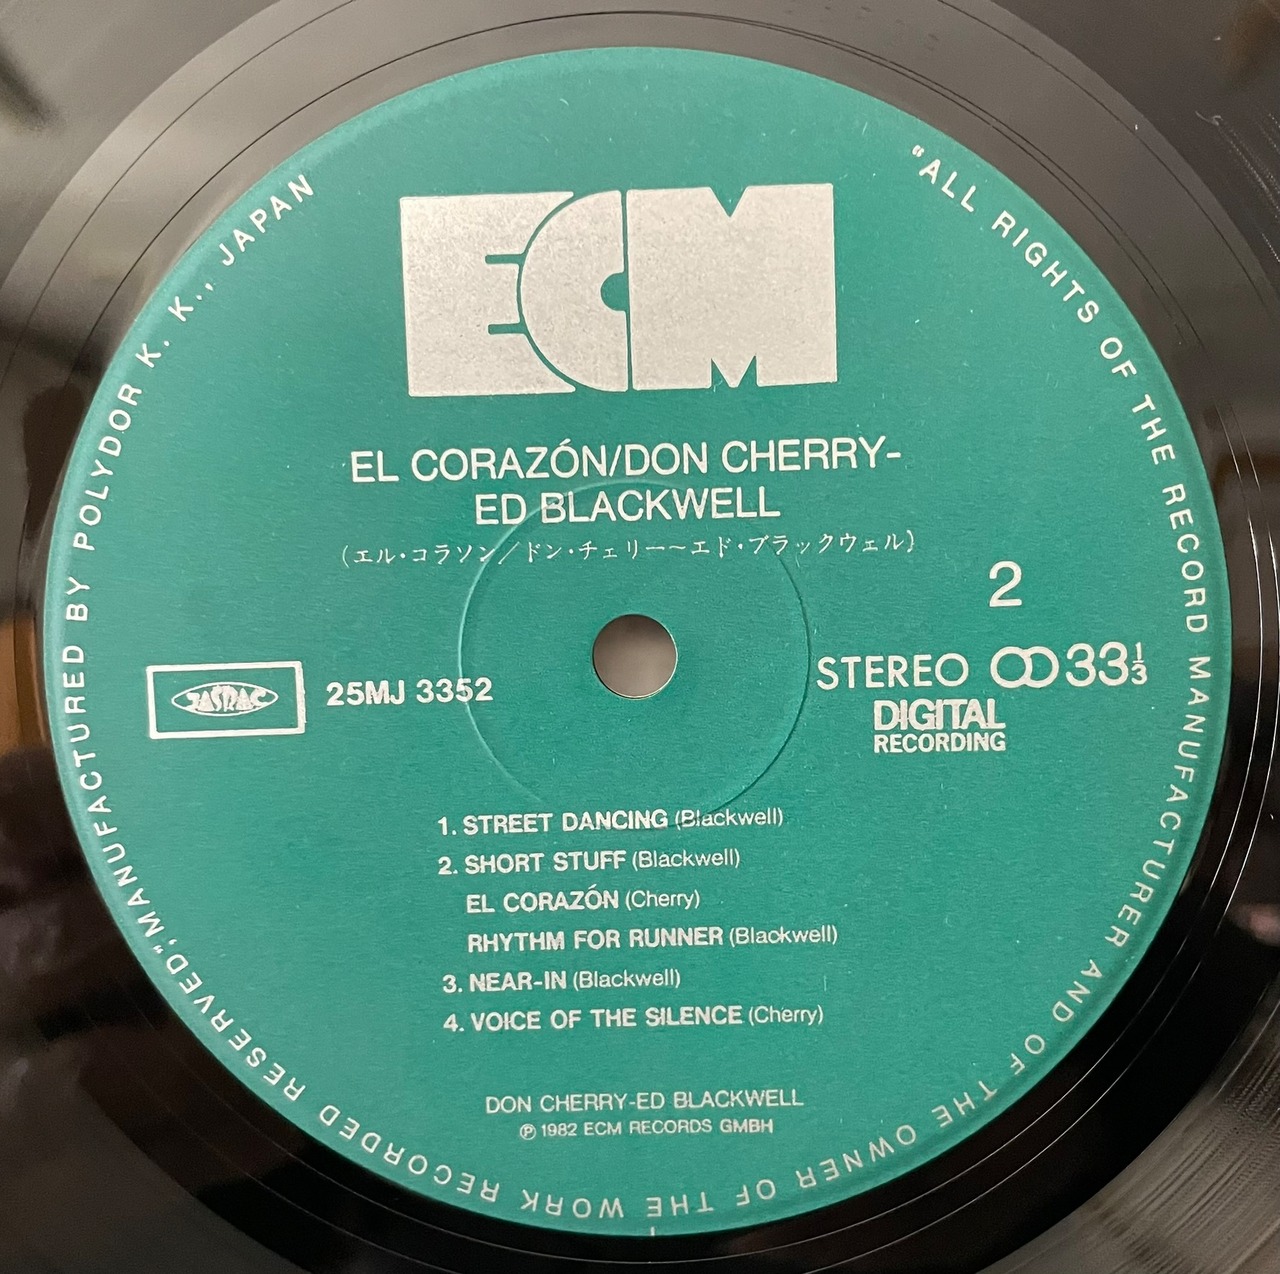 ECM
EL CORAZÓN/DON CHERRY-
ED BLACKWELL
(エル・コラソン/ドン・チェリー~エド・ブラックウェル)
2
JASRAC
25MJ 3352
STEREO 33⅓
DIGITAL
RECORDING
1. STREET DANCING (Blackwell)
2. SHORT STUFF (Blackwell)
EL CORAZÓN (Cherry)
RHYTHM FOR RUNNER (Blackwell)
3. NEAR-IN (Blackwell)
4. VOICE OF THE SILENCE (Cherry)
DON CHERRY-ED BLACKWELL
℗ 1982 ECM RECORDS GMBH
"ALL RIGHTS OF THE RECORD MANUFACTURER AND OF THE OWNER OF THE WORK RECORDED RESERVED", MANUFACTURED BY POLYDOR K. K., JAPAN